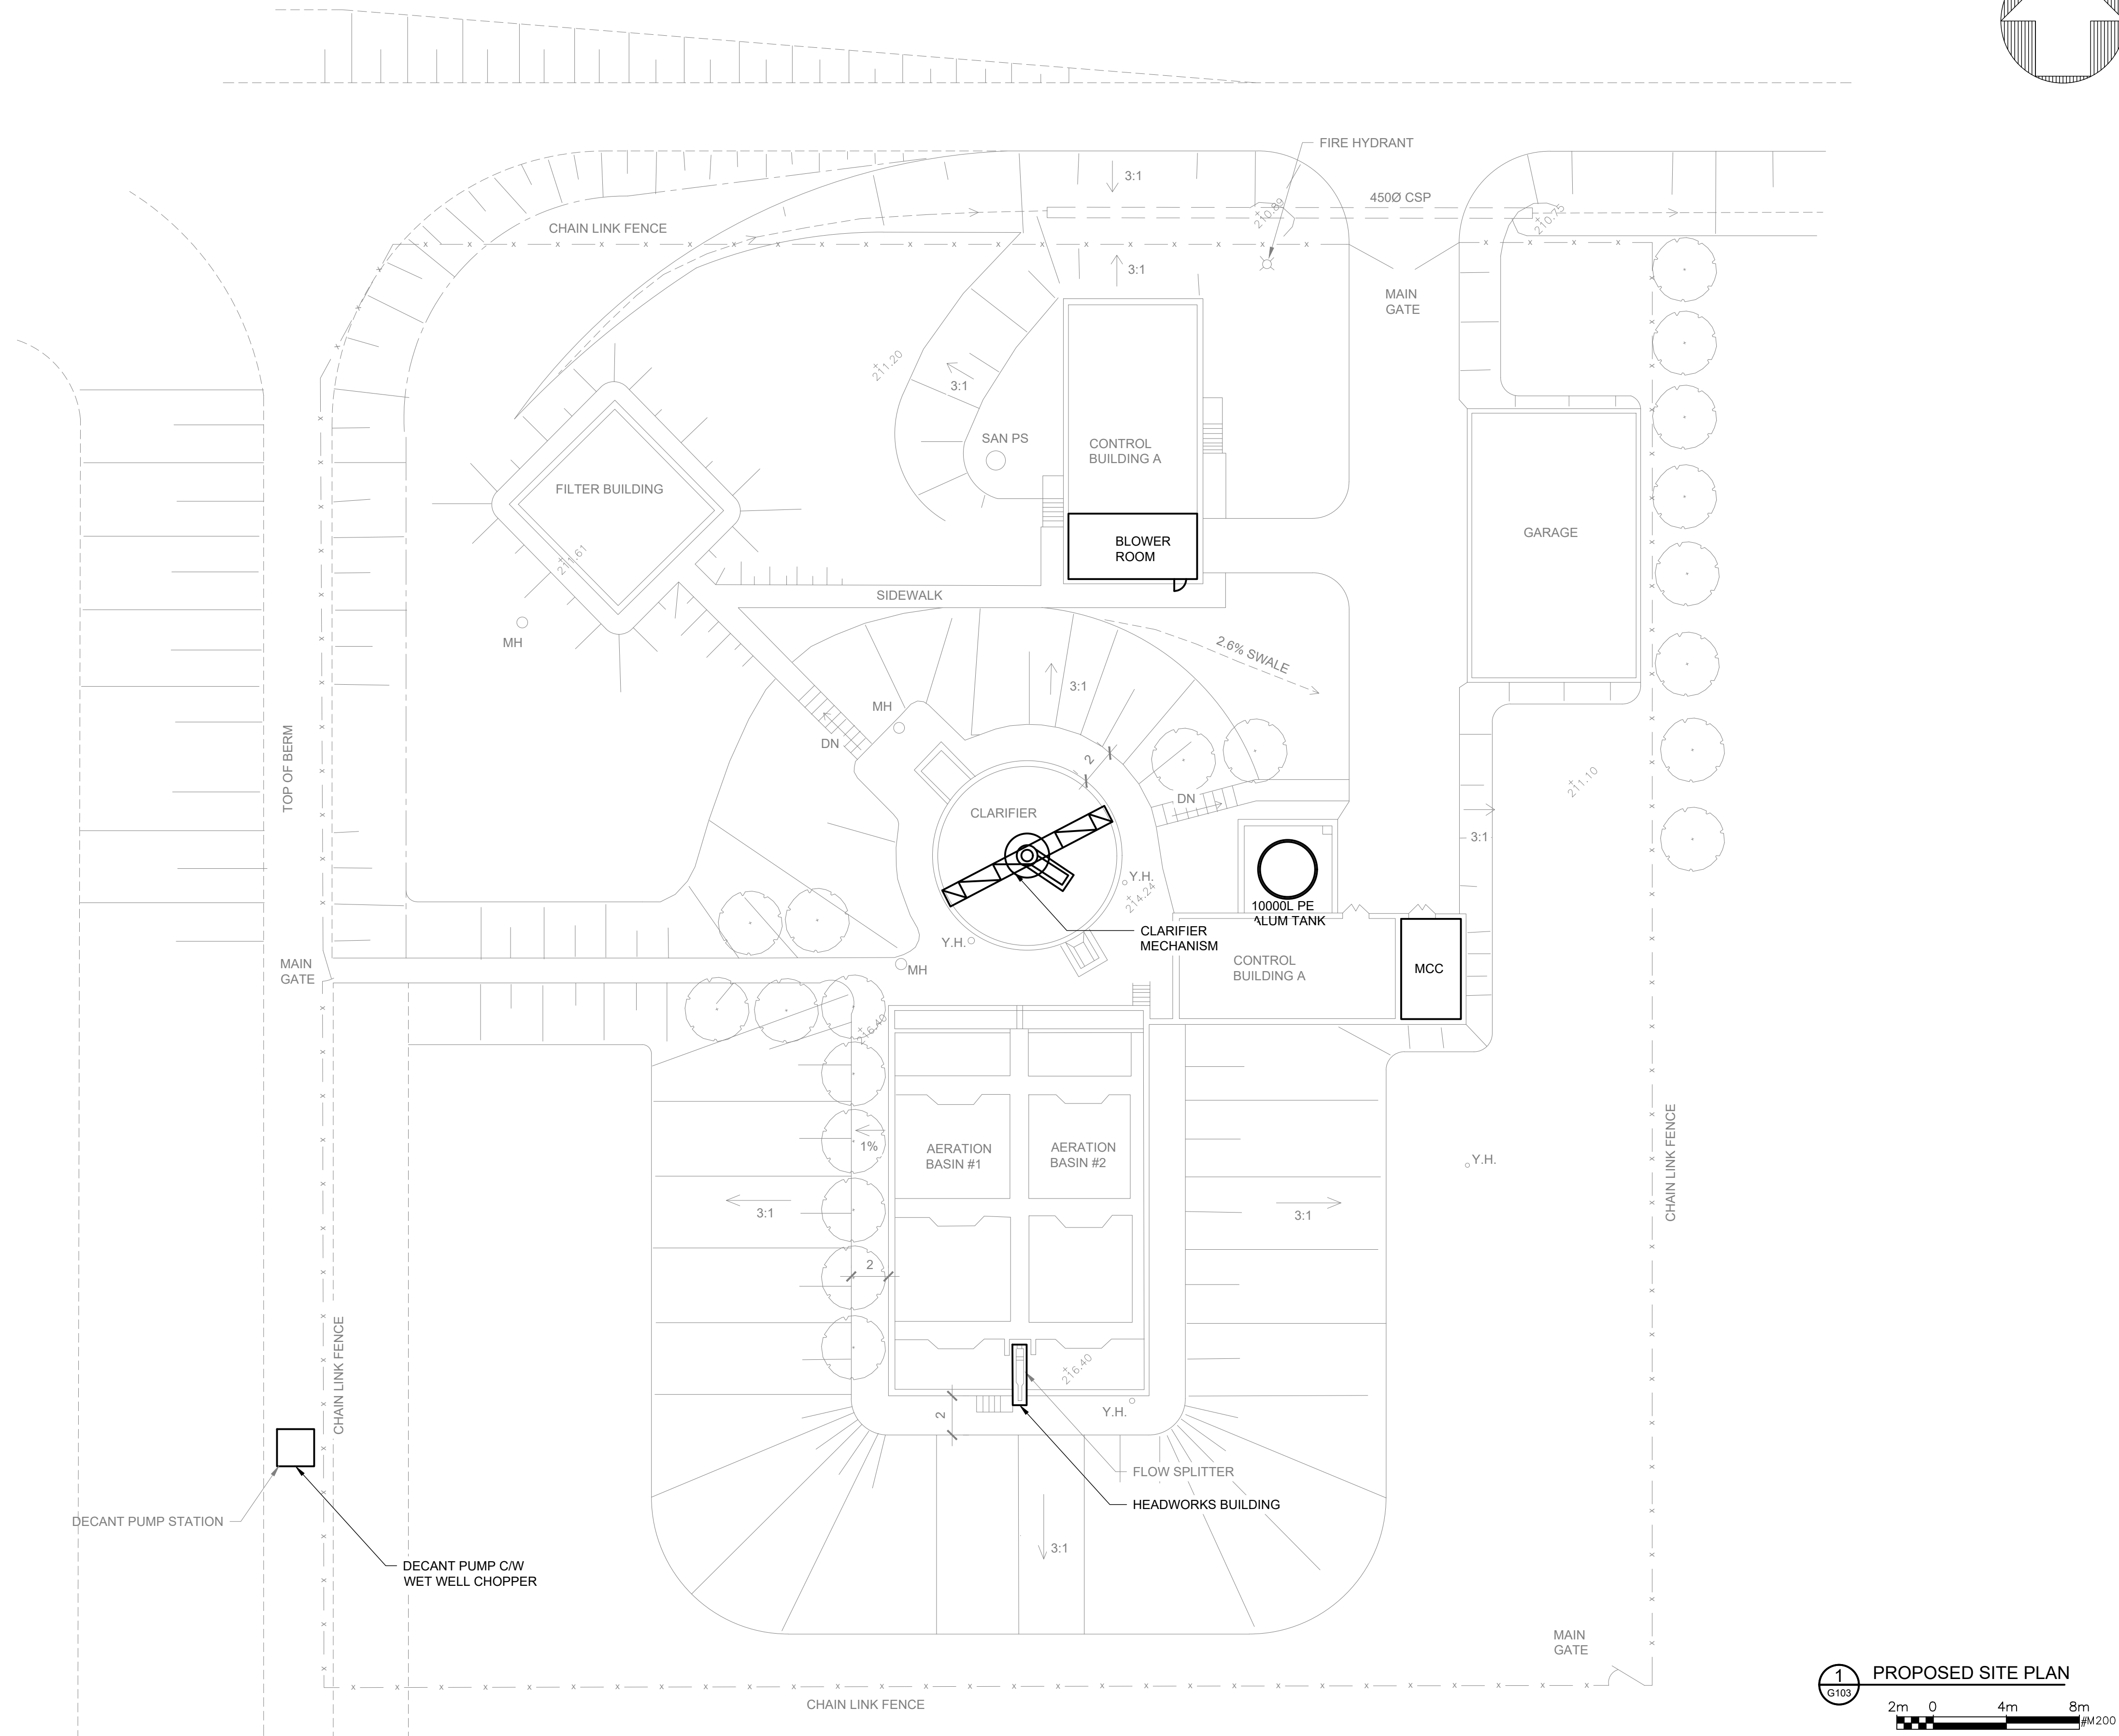 FIRE HYDRANT
3:1
450Ø CSP
210.89
210.75
CHAIN LINK FENCE
3:1
MAIN
GATE
211.20
3:1
SAN PS
CONTROL
BUILDING A
FILTER BUILDING
GARAGE
BLOWER
ROOM
211.61
SIDEWALK
MH
2.6% SWALE
3:1
MH
DN
TOP OF BERM
2
211.10
DN
CLARIFIER
3:1
Y.H.
214.24
10000L PE
ALUM TANK
CLARIFIER
MECHANISM
Y.H.
MAIN
GATE
MH
CONTROL
BUILDING A
MCC
216.40
1%
AERATION
BASIN #1
AERATION
BASIN #2
Y.H.
CHAIN LINK FENCE
3:1
3:1
2
CHAIN LINK FENCE
216.40
2
Y.H.
FLOW SPLITTER
HEADWORKS BUILDING
DECANT PUMP STATION
3:1
DECANT PUMP C/W
WET WELL CHOPPER
MAIN
GATE
CHAIN LINK FENCE
1
G103
PROPOSED SITE PLAN
2m 0 4m 8m
#M200